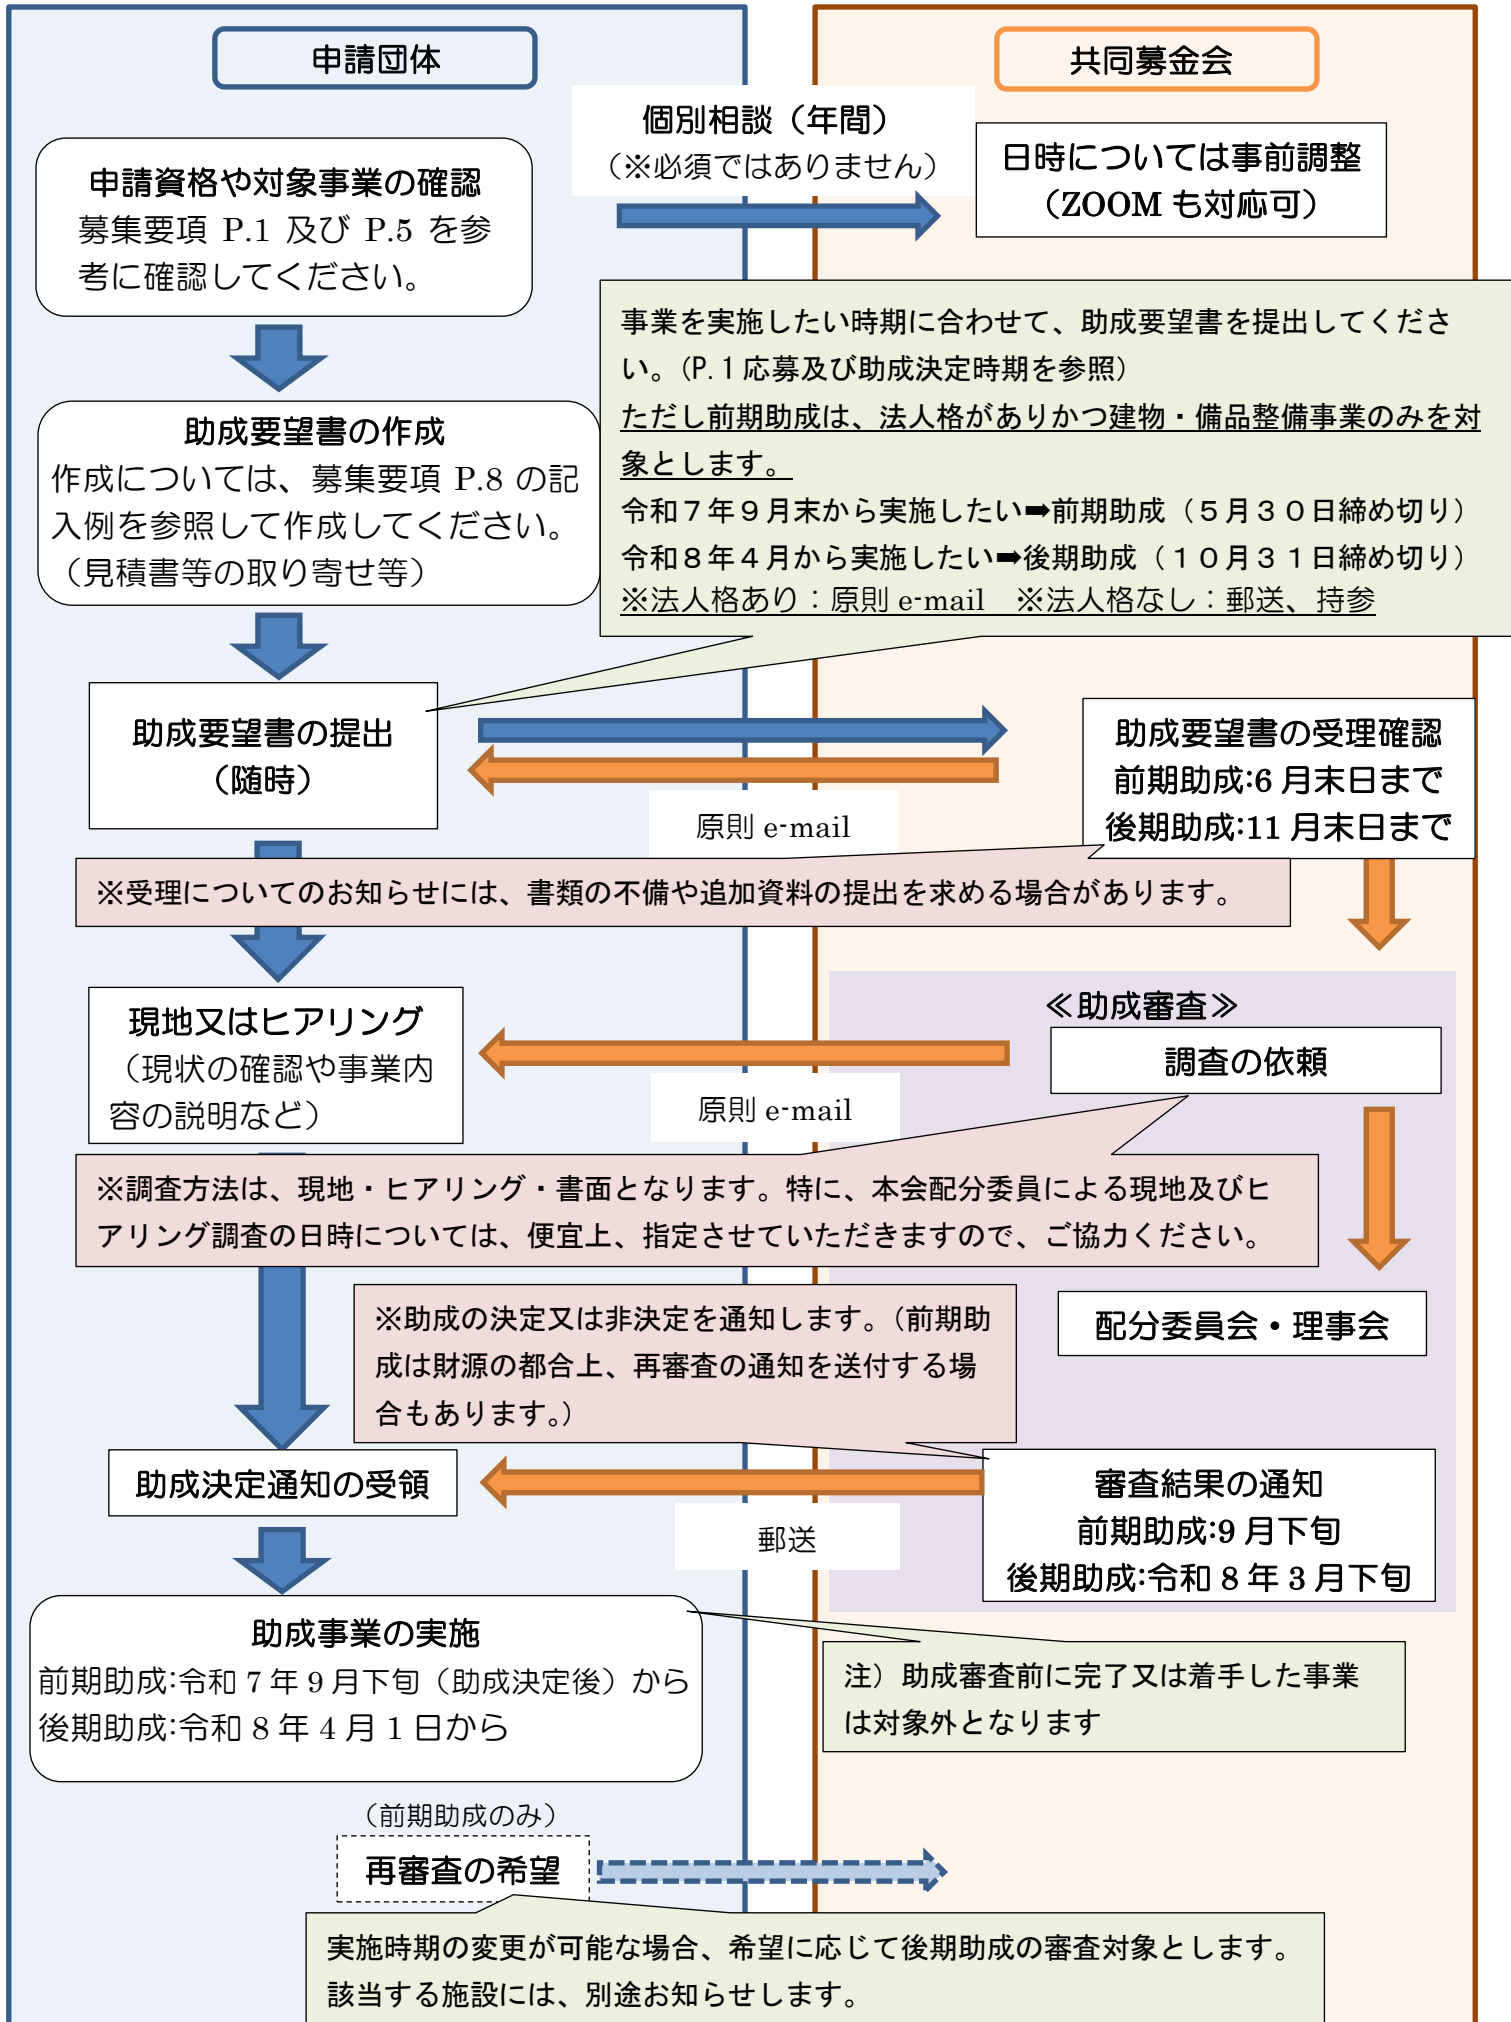 申請団体
共同募金会
個別相談（年間）
（※必須ではありません）
日時については事前調整
（ZOOM も対応可）
申請資格や対象事業の確認
募集要項 P.1 及び P.5 を参
考に確認してください。
事業を実施したい時期に合わせて、助成要望書を提出してくださ
い。（P.1応募及び助成決定時期を参照）
ただし前期助成は、法人格がありかつ建物・備品整備事業のみを対
象とします。
令和７年９月末から実施したい➡前期助成（５月３０日締め切り）
令和８年４月から実施したい➡後期助成（１０月３１日締め切り）
※法人格あり：原則 e-mail　※法人格なし：郵送、持参
助成要望書の作成
作成については、募集要項 P.8 の記
入例を参照して作成してください。
（見積書等の取り寄せ等）
助成要望書の提出
（随時）
原則 e-mail
助成要望書の受理確認
前期助成:6 月末日まで
後期助成:11 月末日まで
※受理についてのお知らせには、書類の不備や追加資料の提出を求める場合があります。
現地又はヒアリング
（現状の確認や事業内
容の説明など）
原則 e-mail
≪助成審査≫
調査の依頼
※調査方法は、現地・ヒアリング・書面となります。特に、本会配分委員による現地及びヒ
アリング調査の日時については、便宜上、指定させていただきますので、ご協力ください。
配分委員会・理事会
※助成の決定又は非決定を通知します。（前期助
成は財源の都合上、再審査の通知を送付する場
合もあります。）
助成決定通知の受領
郵送
審査結果の通知
前期助成:9 月下旬
後期助成:令和 8 年 3 月下旬
助成事業の実施
前期助成:令和 7 年 9 月下旬（助成決定後）から
後期助成:令和 8 年 4 月 1 日から
注）助成審査前に完了又は着手した事業
は対象外となります
（前期助成のみ）
再審査の希望
実施時期の変更が可能な場合、希望に応じて後期助成の審査対象とします。
該当する施設には、別途お知らせします。